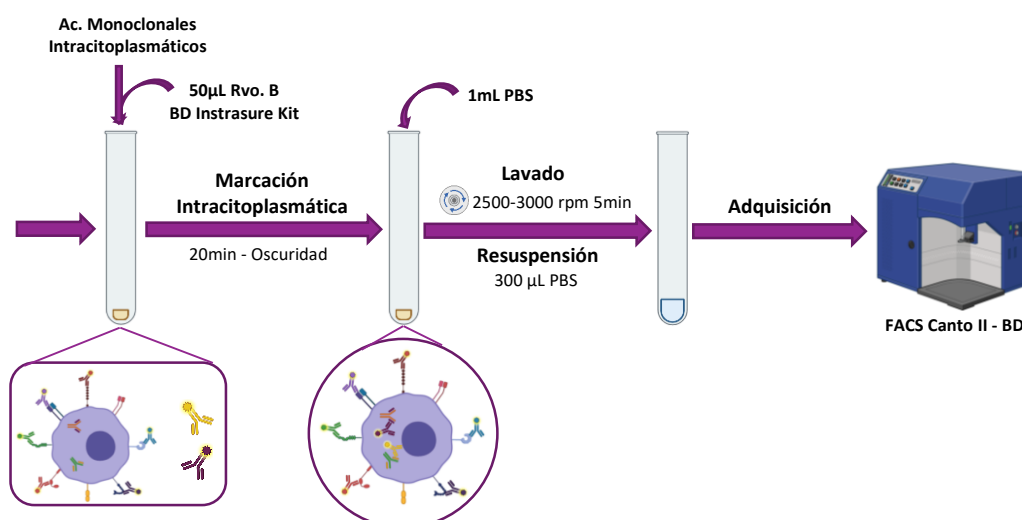 Ac. Monoclonales
Intracitoplasmáticos
50µL Rvo. B
BD Instrasure Kit
1mL PBS
Marcación
Intracitoplasmática
20min - Oscuridad
Lavado
2500-3000 rpm 5min
Resuspensión
300 µL PBS
Adquisición
FACS Canto II - BD